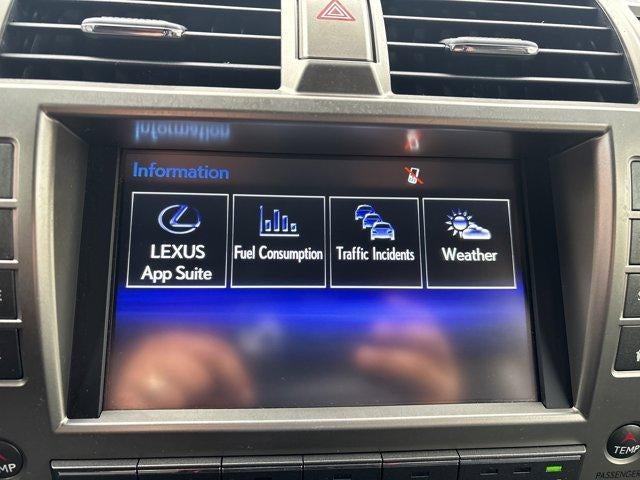 Information
LEXUS
App Suite
Fuel Consumption
Traffic Incidents
Weather
TEMP
TEMP
PASSENGER